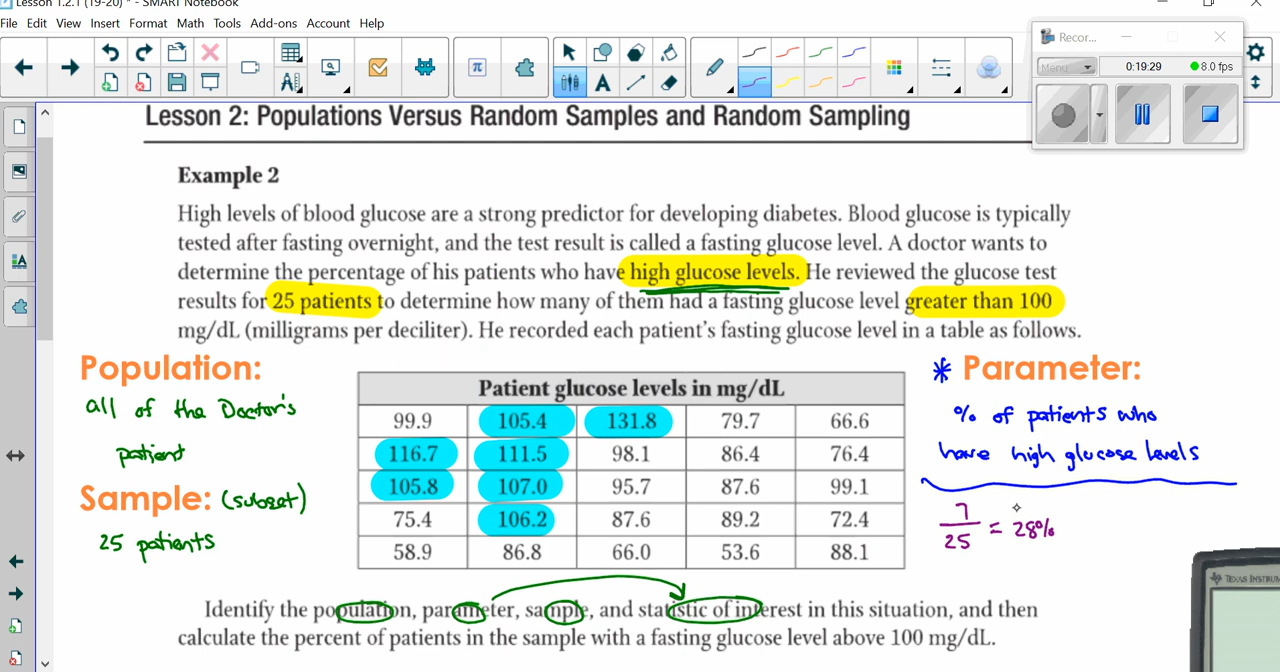 Lesson 1.2.1 (19-20) * - SMART Notebook
File Edit View Insert Format Math Tools Add-ons Account Help
Recor...
Menu 0:19:29 8.0 fps
Lesson 2: Populations Versus Random Samples and Random Sampling
Example 2
High levels of blood glucose are a strong predictor for developing diabetes. Blood glucose is typically
tested after fasting overnight, and the test result is called a fasting glucose level. A doctor wants to
determine the percentage of his patients who have high glucose levels. He reviewed the glucose test
results for 25 patients to determine how many of them had a fasting glucose level greater than 100
mg/dL (milligrams per deciliter). He recorded each patient's fasting glucose level in a table as follows.
Population:
all of the Doctor's
patient
Sample: (subset)
25 patients
Patient glucose levels in mg/dL
99.9 105.4 131.8 79.7 66.6
116.7 111.5 98.1 86.4 76.4
105.8 107.0 95.7 87.6 99.1
75.4 106.2 87.6 89.2 72.4
58.9 86.8 66.0 53.6 88.1
* Parameter:
% of patients who
have high glucose levels
7
25 = 28%
TEXAS INSTRUM
Identify the population, parameter, sample, and statistic of interest in this situation, and then
calculate the percent of patients in the sample with a fasting glucose level above 100 mg/dL.